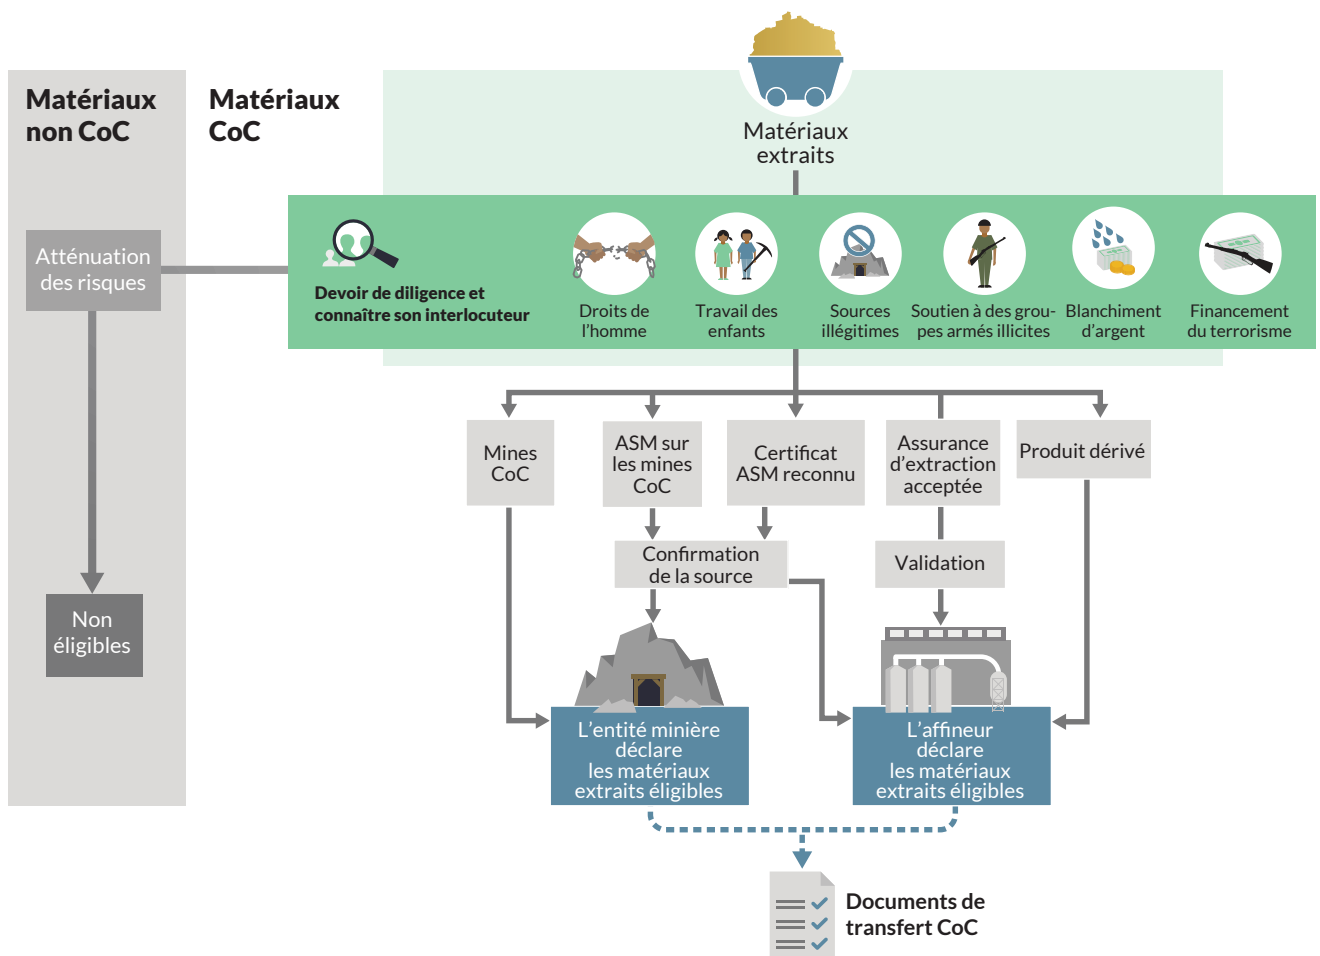 Matériaux
non CoC
Matériaux
CoC
Matériaux
extraits
Atténuation
des risques
Devoir de diligence et
connaître son interlocuteur
Droits de
l'homme
Travail des
enfants
Sources
illégitimes
Soutien à des grou-
pes armés illicites
Blanchiment
d'argent
Financement
du terrorisme
Mines
CoC
ASM sur
les mines
CoC
Certificat
ASM reconnu
Assurance
d'extraction
acceptée
Produit dérivé
Confirmation
de la source
Validation
Non
éligibles
L'entité minière
déclare
les matériaux
extraits éligibles
L'affineur
déclare
les matériaux
extraits éligibles
Documents de
transfert CoC